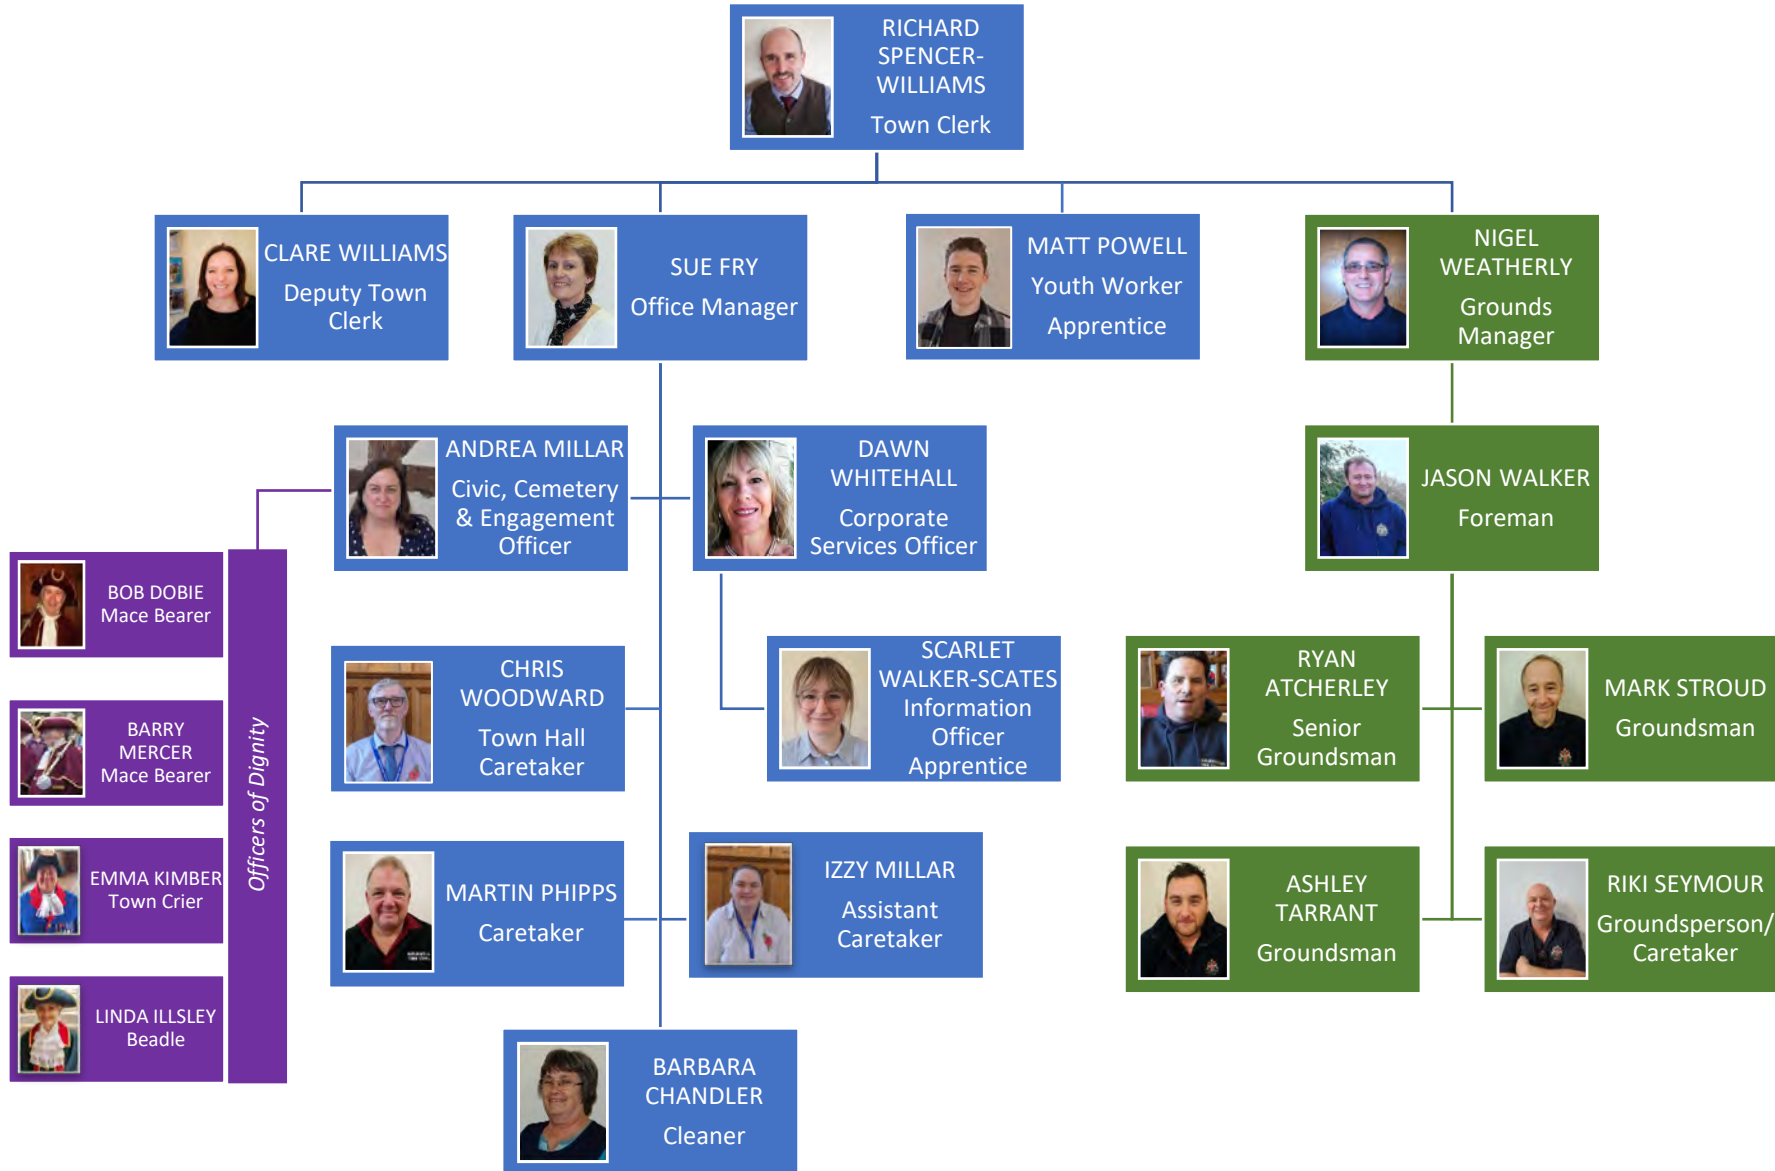 RICHARD
SPENCER-
WILLIAMS
Town Clerk
CLARE WILLIAMS
Deputy Town
Clerk
SUE FRY
Office Manager
MATT POWELL
Youth Worker
Apprentice
NIGEL
WEATHERLY
Grounds
Manager
ANDREA MILLAR
Civic, Cemetery
& Engagement
Officer
DAWN
WHITEHALL
Corporate
Services Officer
JASON WALKER
Foreman
Officers of Dignity
BOB DOBIE
Mace Bearer
BARRY
MERCER
Mace Bearer
EMMA KIMBER
Town Crier
LINDA ILLSLEY
Beadle
CHRIS
WOODWARD
Town Hall
Caretaker
SCARLET
WALKER-SCATES
Information
Officer
Apprentice
RYAN
ATCHERLEY
Senior
Groundsman
MARK STROUD
Groundsman
MARTIN PHIPPS
Caretaker
IZZY MILLAR
Assistant
Caretaker
ASHLEY
TARRANT
Groundsman
RIKI SEYMOUR
Groundsperson/
Caretaker
BARBARA
CHANDLER
Cleaner